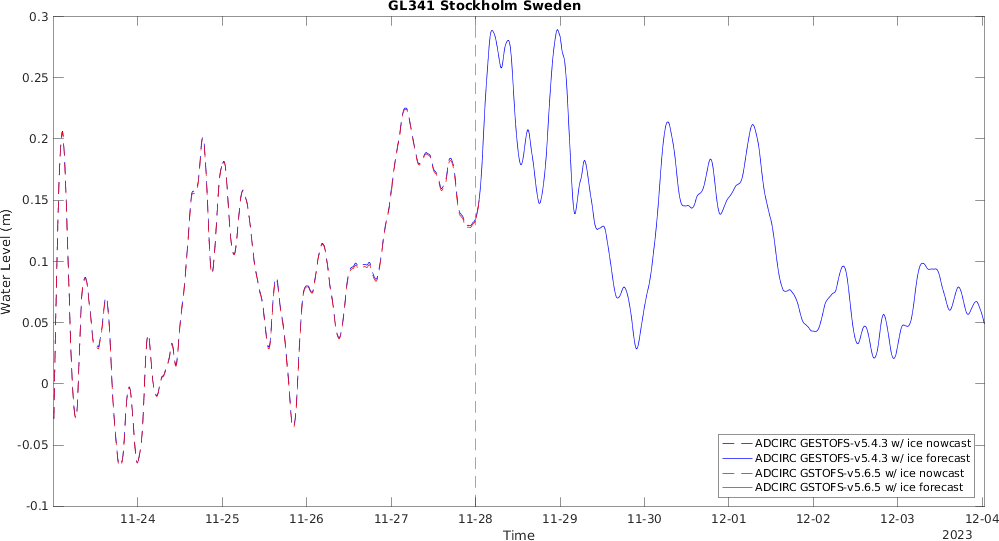 GL341 Stockholm Sweden
0.3
0.25
0.2
0.15
0.1
0.05
0
-0.05
-0.1
Water Level (m)
ADCIRC GESTOFS-v5.4.3 w/ ice nowcast
ADCIRC GESTOFS-v5.4.3 w/ ice forecast
ADCIRC GSTOFS-v5.6.5 w/ ice nowcast
ADCIRC GSTOFS-v5.6.5 w/ ice forecast
11-24 11-25 11-26 11-27 11-28 11-29 11-30 12-01 12-02 12-03 12-04
Time
2023